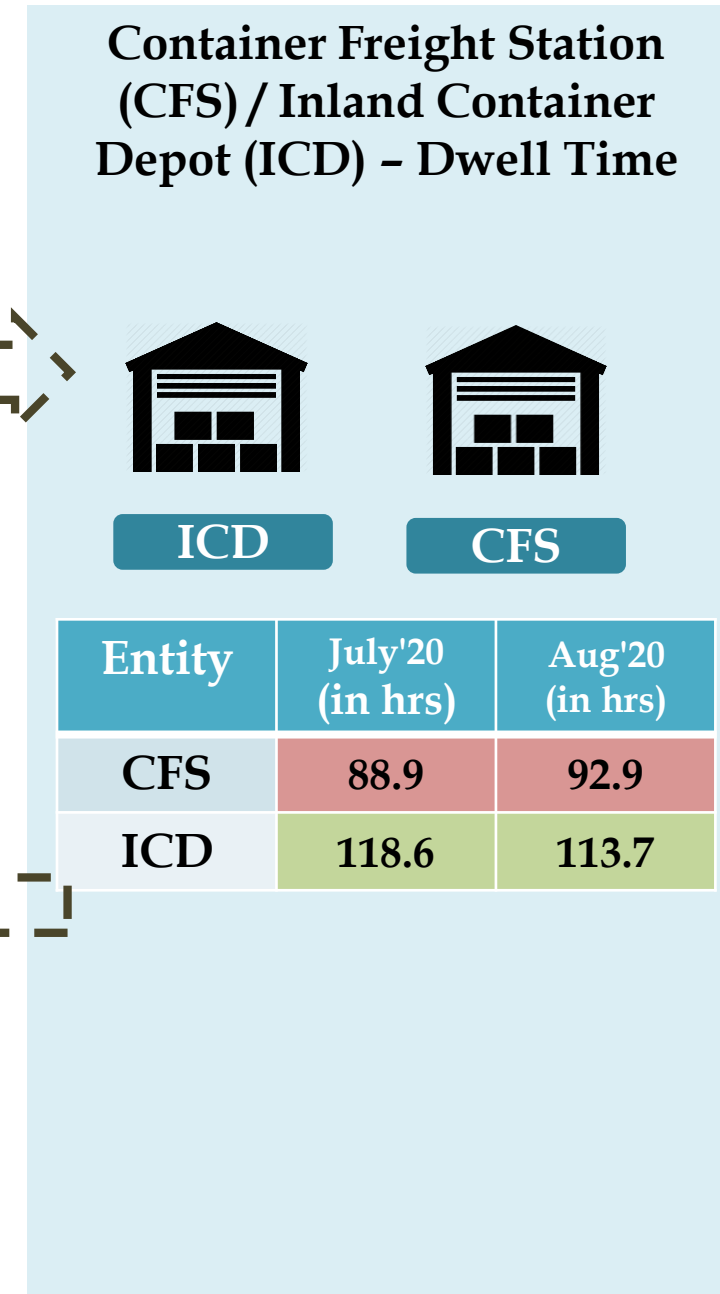 Container Freight Station
(CFS) / Inland Container
Depot (ICD) – Dwell Time
ICD CFS
Entity July'20 (in hrs) Aug'20 (in hrs)
CFS 88.9 92.9
ICD 118.6 113.7